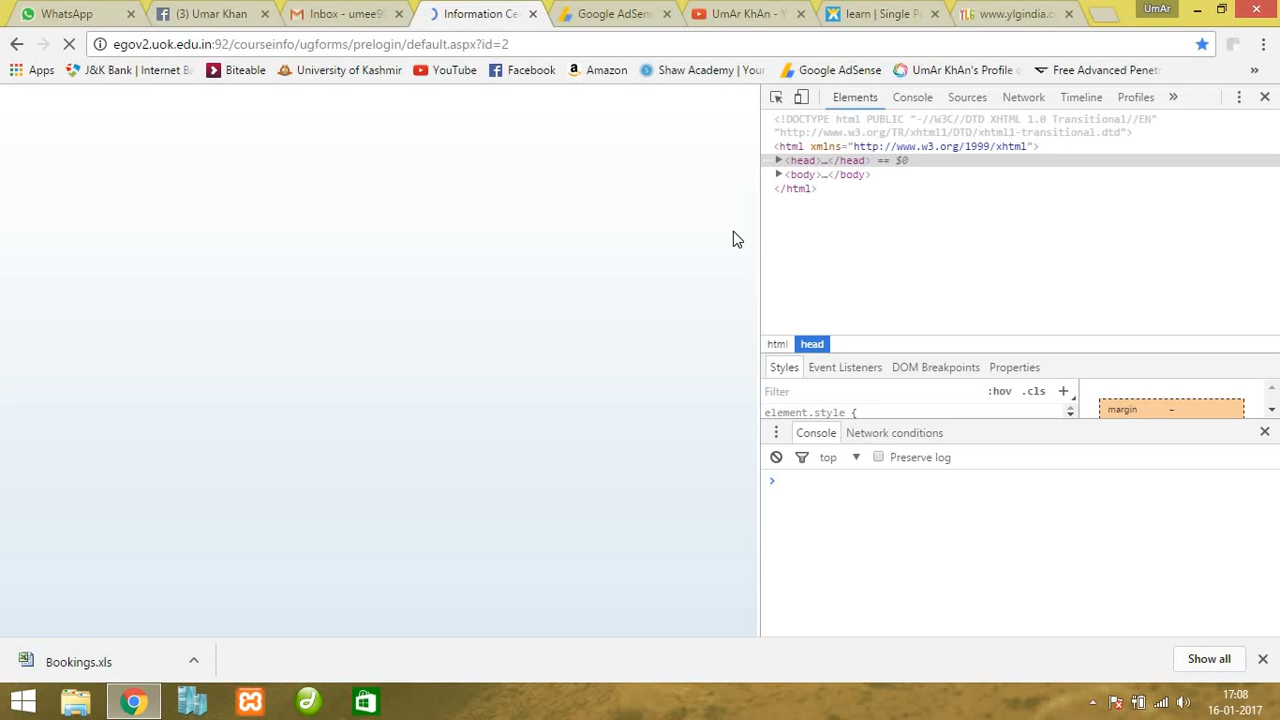 WhatsApp
(3) Umar Khan
Inbox - umee9
Information Ce
Google AdSens
UmAr KhAn - Y
learn | Single P
www.ylgindia.c
UmAr
egov2.uok.edu.in:92/courseinfo/ugforms/prelogin/default.aspx?id=2
Apps
J&K Bank | Internet Ba
Biteable
University of Kashmir
YouTube
Facebook
Amazon
Shaw Academy | Your
Google AdSense
UmAr KhAn's Profile
Free Advanced Penet
»
Elements
Console
Sources
Network
Timeline
Profiles
»
<!DOCTYPE html PUBLIC "-//W3C//DTD XHTML 1.0 Transitional//EN"
"http://www.w3.org/TR/xhtml1/DTD/xhtml1-transitional.dtd">
<html xmlns="http://www.w3.org/1999/xhtml">
<head>…</head> == $0
<body>…</body>
</html>
html
head
Styles
Event Listeners
DOM Breakpoints
Properties
Filter
:hov
.cls
+
element.style {
margin
-
Console
Network conditions
top
Preserve log
>
Bookings.xls
Show all
17:08
16-01-2017